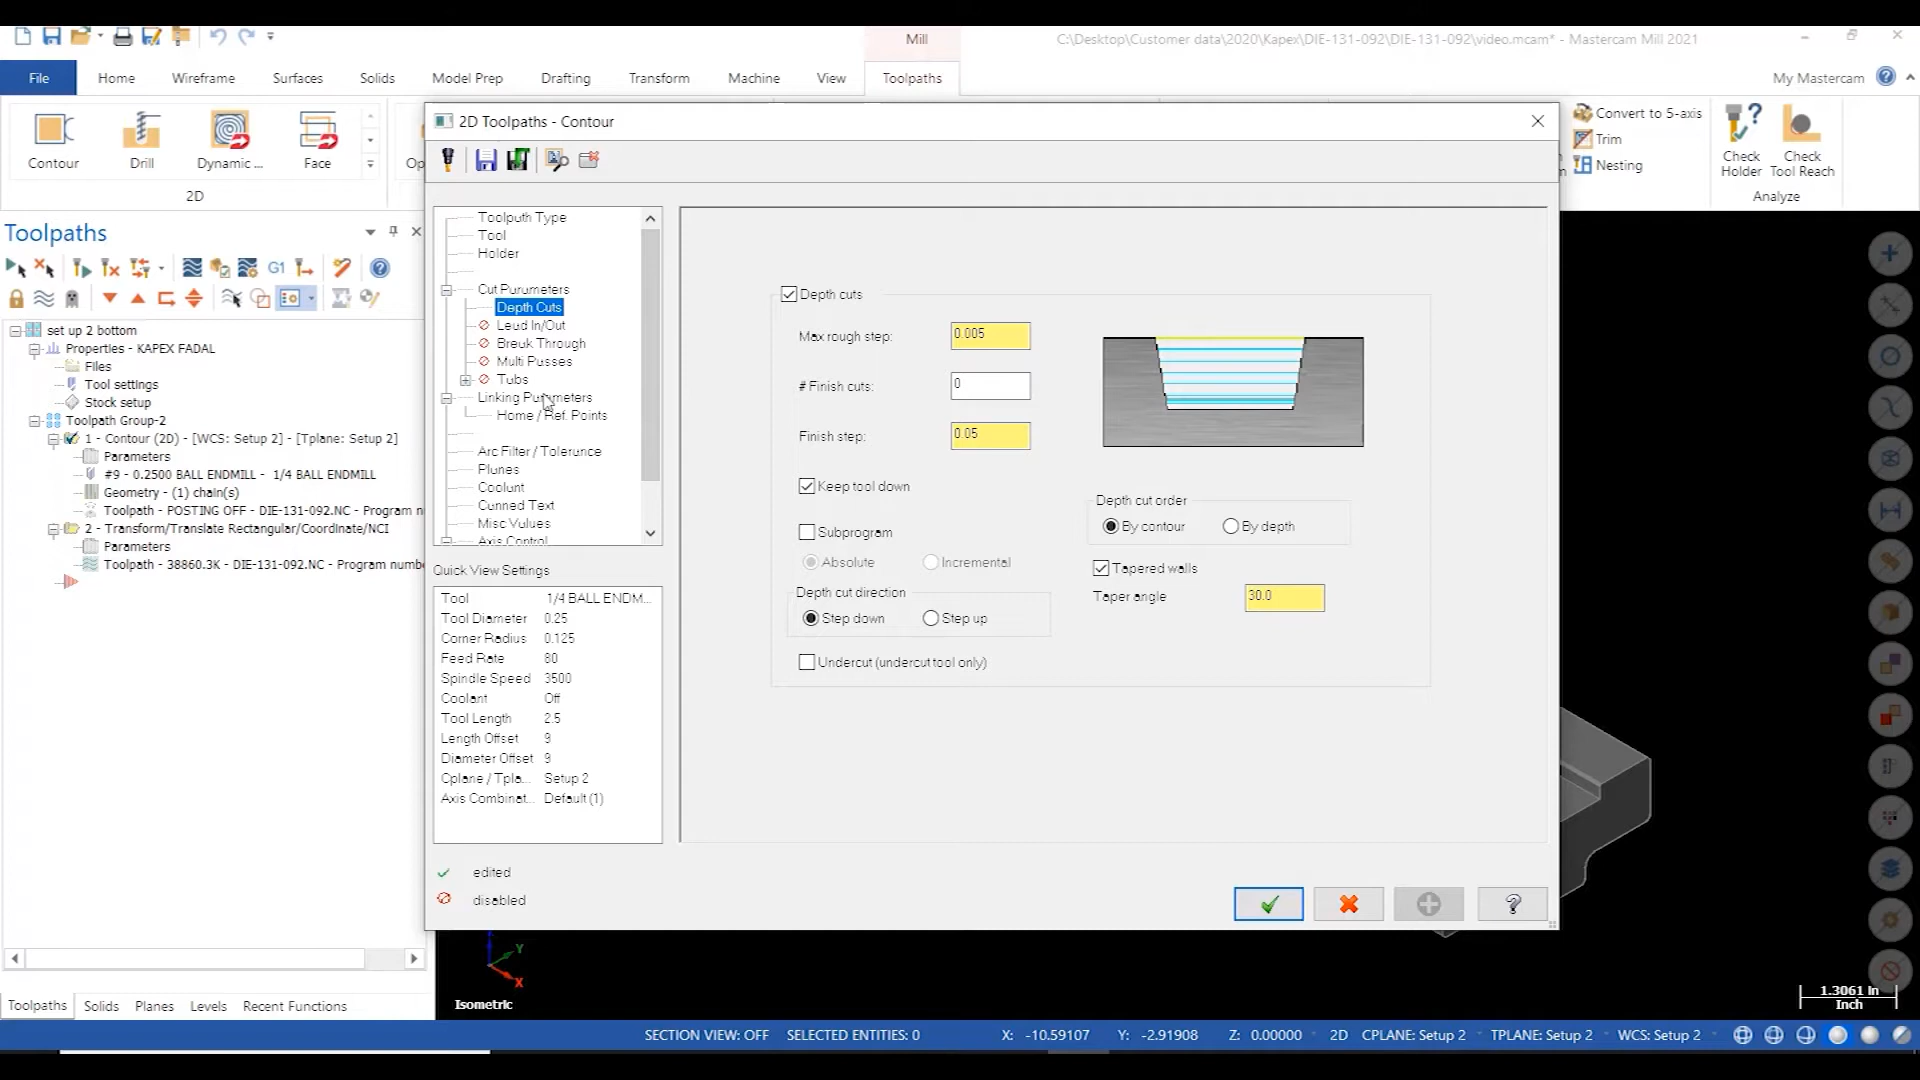 Mill
C:\Desktop\Customer data\2020\Kapex\DIE-131-092\DIE-131-092\video.mcam* - Mastercam Mill 2021
File
Home
Wireframe
Surfaces
Solids
Model Prep
Drafting
Transform
Machine
View
Toolpaths
My Mastercam
Contour
Drill
Dynamic ...
Face
Op
2D
Convert to 5-axis
Trim
Nesting
Check Holder
Check Tool Reach
Analyze
Toolpaths
G1
set up 2 bottom
Properties - KAPEX FADAL
Files
Tool settings
Stock setup
Toolpath Group-2
1 - Contour (2D) - [WCS: Setup 2] - [Tplane: Setup 2]
Parameters
#9 - 0.2500 BALL ENDMILL - 1/4 BALL ENDMILL
Geometry - (1) chain(s)
Toolpath - POSTING OFF - DIE-131-092.NC - Program n
2 - Transform/Translate Rectangular/Coordinate/NCI
Parameters
Toolpath - 38860.3K - DIE-131-092.NC - Program numb
2D Toolpaths - Contour
Toolpath Type
Tool
Holder
Cut Parameters
Depth Cuts
Lead In/Out
Break Through
Multi Passes
Tabs
Linking Parameters
Home / Ref. Points
Arc Filter / Tolerance
Planes
Coolant
Canned Text
Misc Values
Axis Control
Quick View Settings
Tool 1/4 BALL ENDM...
Tool Diameter 0.25
Corner Radius 0.125
Feed Rate 80
Spindle Speed 3500
Coolant Off
Tool Length 2.5
Length Offset 9
Diameter Offset 9
Cplane / Tpla... Setup 2
Axis Combinat... Default (1)
edited
disabled
Depth cuts
Max rough step: 0.005
# Finish cuts: 0
Finish step: 0.05
Keep tool down
Subprogram
Absolute
Incremental
Depth cut direction
Step down
Step up
Undercut (undercut tool only)
Depth cut order
By contour
By depth
Tapered walls
Taper angle 30.0
Z
Y
X
Isometric
1.3061 in
Inch
Toolpaths
Solids
Planes
Levels
Recent Functions
SECTION VIEW: OFF
SELECTED ENTITIES: 0
X: -10.59107
Y: -2.91908
Z: 0.00000
2D
CPLANE: Setup 2
TPLANE: Setup 2
WCS: Setup 2